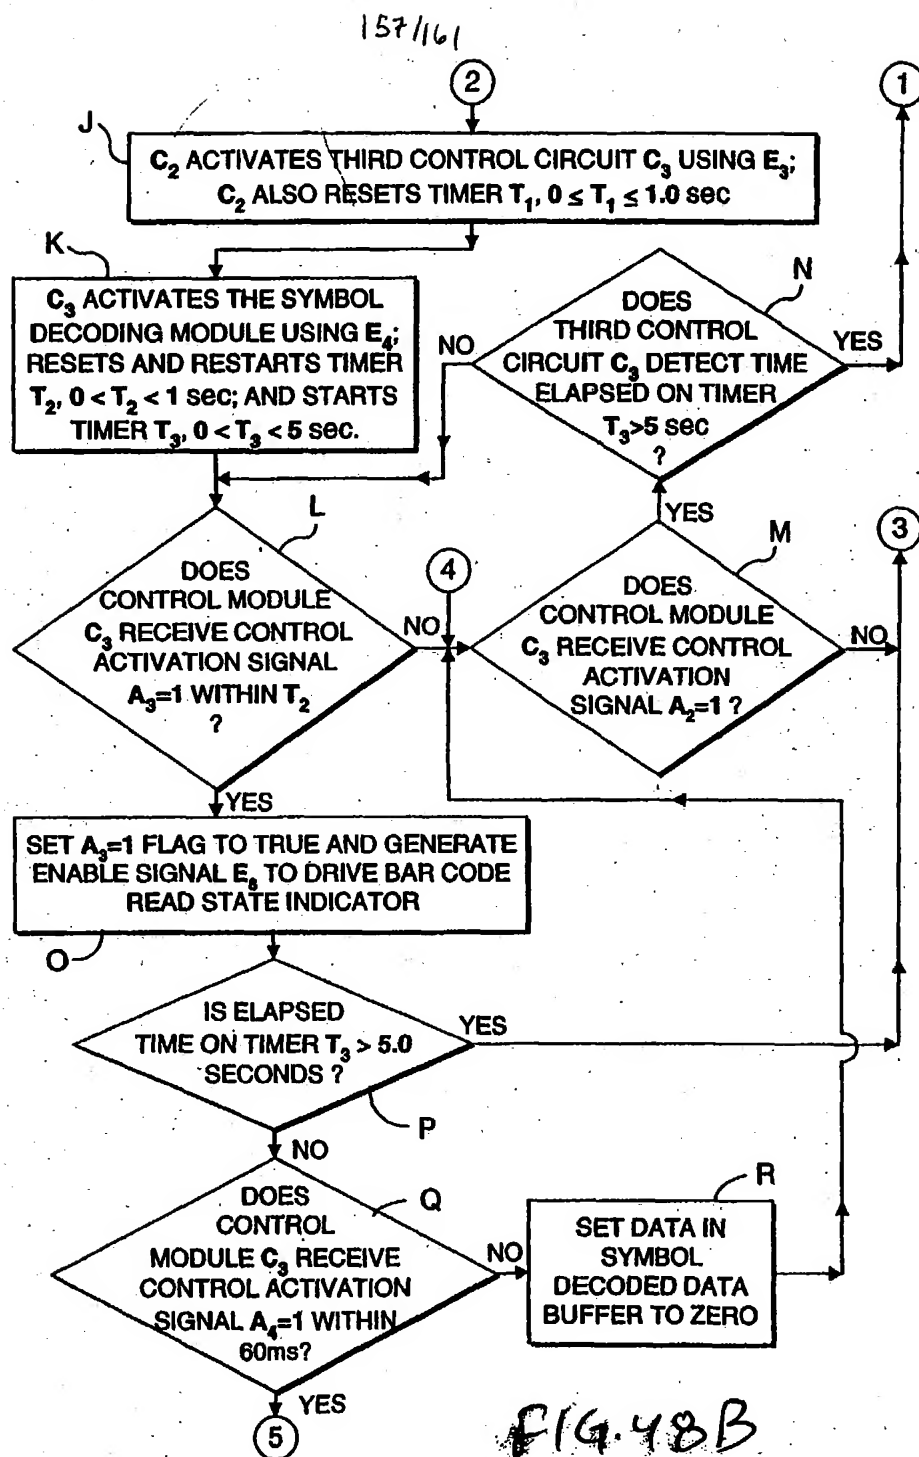 157/161
2
1
J
C₂ ACTIVATES THIRD CONTROL CIRCUIT C₃ USING E₃;
C₂ ALSO RESETS TIMER T₁, 0 ≤ T₁ ≤ 1.0 sec
K
C₃ ACTIVATES THE SYMBOL
DECODING MODULE USING E₄;
RESETS AND RESTARTS TIMER
T₂, 0 < T₂ < 1 sec; AND STARTS
TIMER T₃, 0 < T₃ < 5 sec.
N
DOES
THIRD CONTROL
CIRCUIT C₃ DETECT TIME
ELAPSED ON TIMER
T₃>5 sec
?
NO
YES
L
DOES
CONTROL MODULE
C₃ RECEIVE CONTROL
ACTIVATION SIGNAL
A₃=1 WITHIN T₂
?
NO
YES
4
YES
M
DOES
CONTROL MODULE
C₃ RECEIVE CONTROL
ACTIVATION
SIGNAL A₂=1 ?
NO
3
SET A₃=1 FLAG TO TRUE AND GENERATE
ENABLE SIGNAL E₈ TO DRIVE BAR CODE
READ STATE INDICATOR
O
IS ELAPSED
TIME ON TIMER T₃ > 5.0
SECONDS ?
YES
P
NO
DOES
CONTROL
MODULE C₃ RECEIVE
CONTROL ACTIVATION
SIGNAL A₄=1 WITHIN
60ms?
Q
NO
R
SET DATA IN
SYMBOL
DECODED DATA
BUFFER TO ZERO
YES
5
FIG. 48B